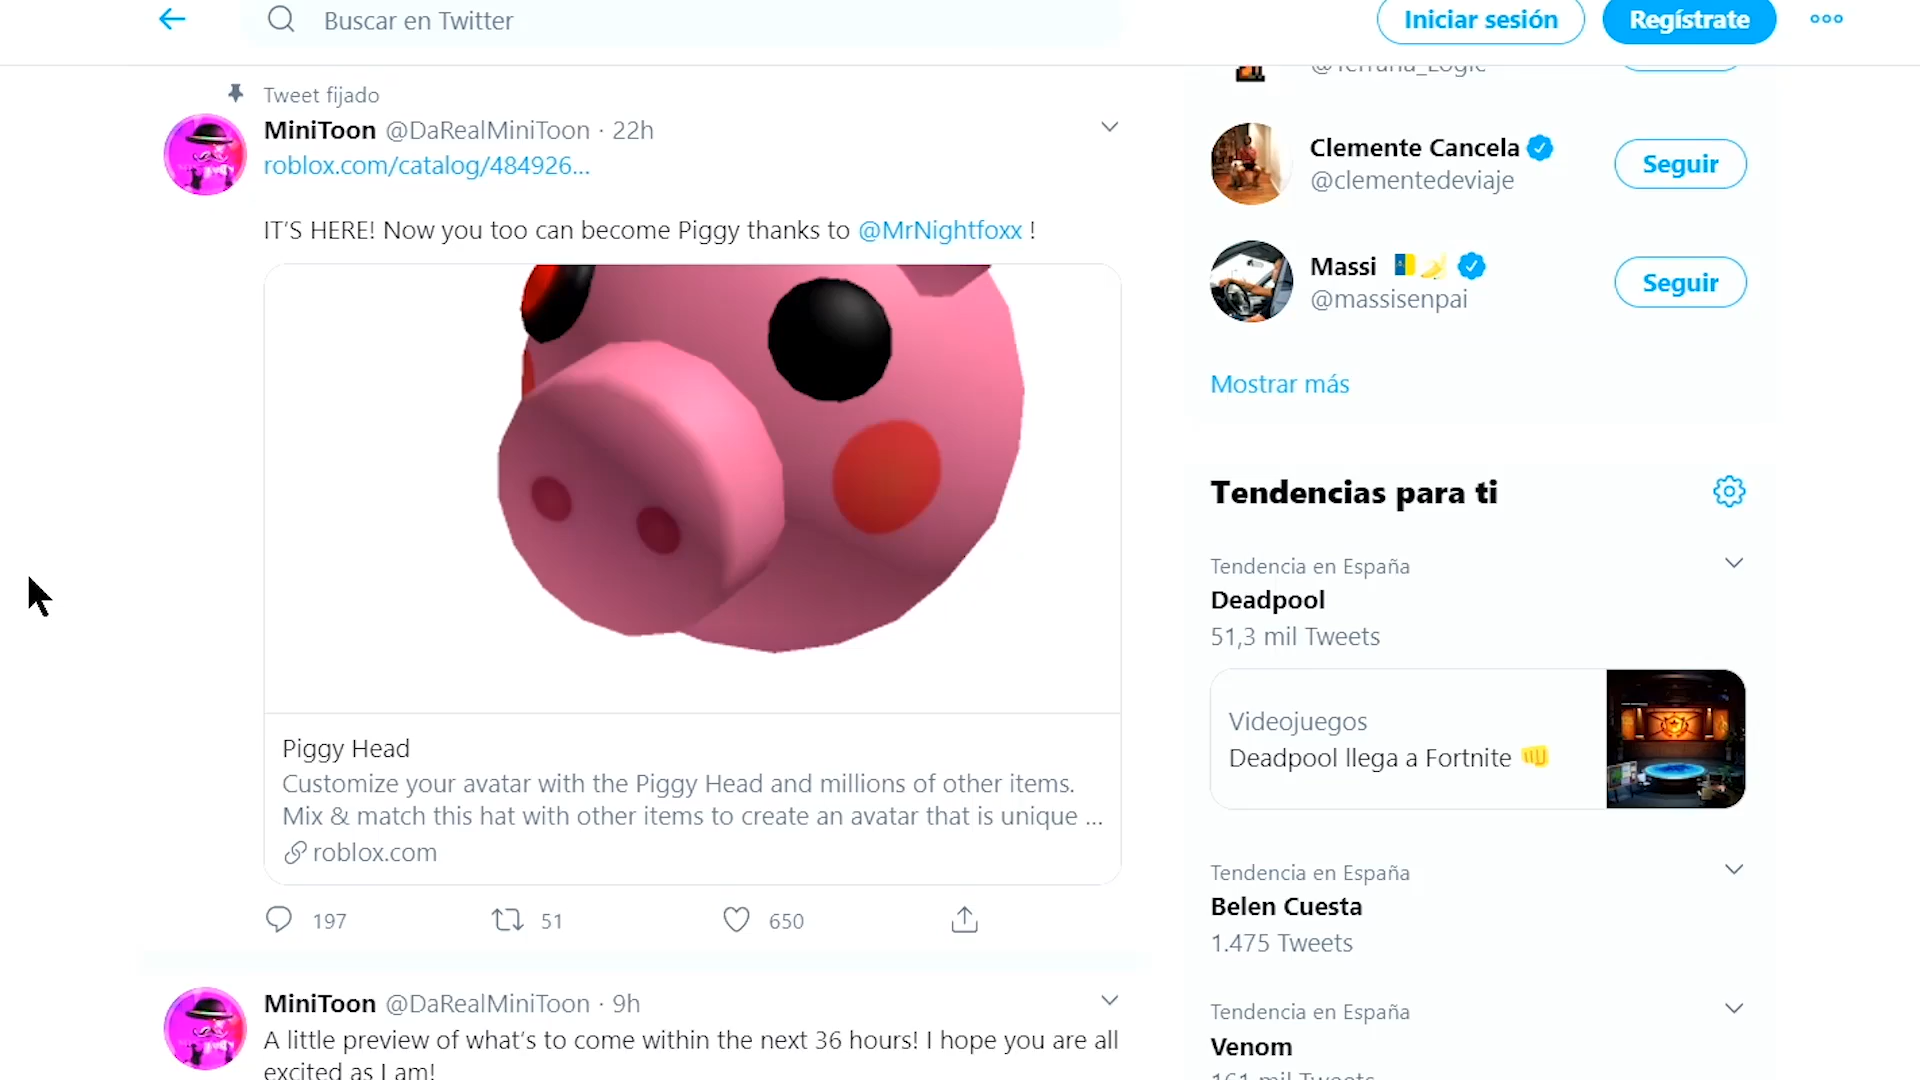 Buscar en Twitter
Iniciar sesión
Regístrate
Tweet fijado
MiniToon @DaRealMiniToon · 22h
roblox.com/catalog/484926...
IT'S HERE! Now you too can become Piggy thanks to @MrNightfoxx !
Piggy Head
Customize your avatar with the Piggy Head and millions of other items.
Mix & match this hat with other items to create an avatar that is unique ...
roblox.com
197
51
650
MiniToon @DaRealMiniToon · 9h
A little preview of what's to come within the next 36 hours! I hope you are all
excited as I am!
Clemente Cancela
@clementedeviaje
Seguir
Massi
@massisenpai
Seguir
Mostrar más
Tendencias para ti
Tendencia en España
Deadpool
51,3 mil Tweets
Videojuegos
Deadpool llega a Fortnite 👊
Tendencia en España
Belen Cuesta
1.475 Tweets
Tendencia en España
Venom
161 mil Tweets